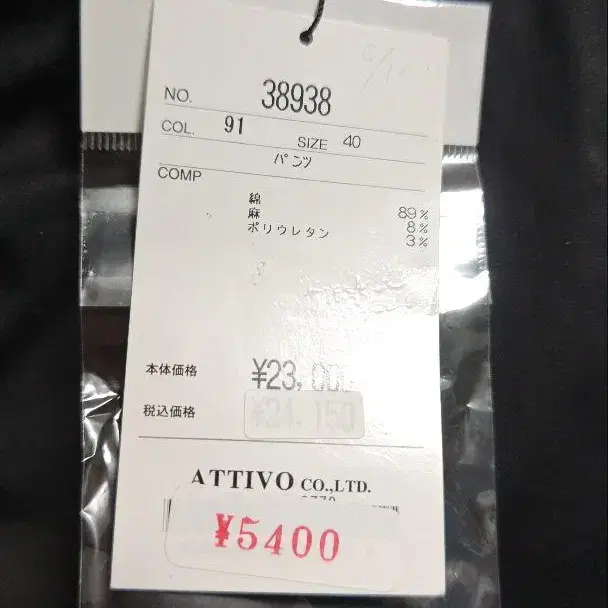 NO. 38938
COL. 91 SIZE 40
パンツ
COMP
綿 89%
麻 8%
ポリウレタン 3%
本体価格 ¥23,000
税込価格 ¥24,150
ATTIVO CO.,LTD.
¥5400